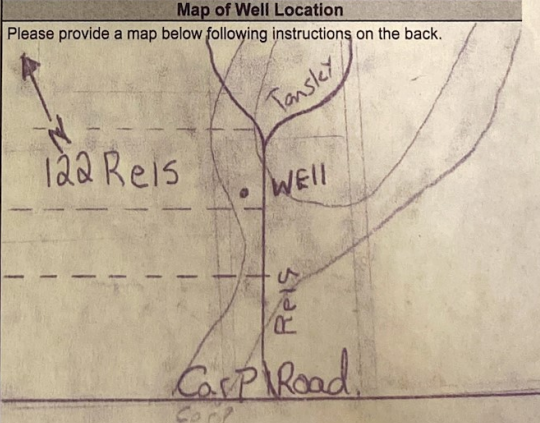 Map of Well Location
Please provide a map below following instructions on the back.
Tansley
N
122 Reis
WEll
Reis
Carp Road
Carp